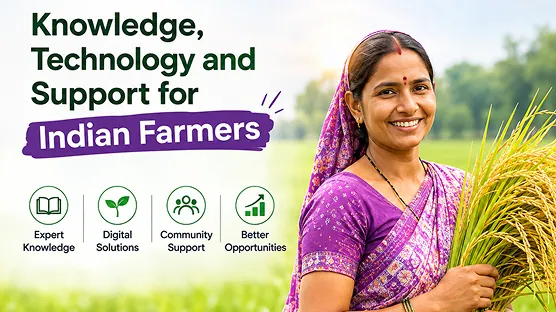 Knowledge,
Technology and
Support for
Indian Farmers
Expert
Knowledge
Digital
Solutions
Community
Support
Better
Opportunities